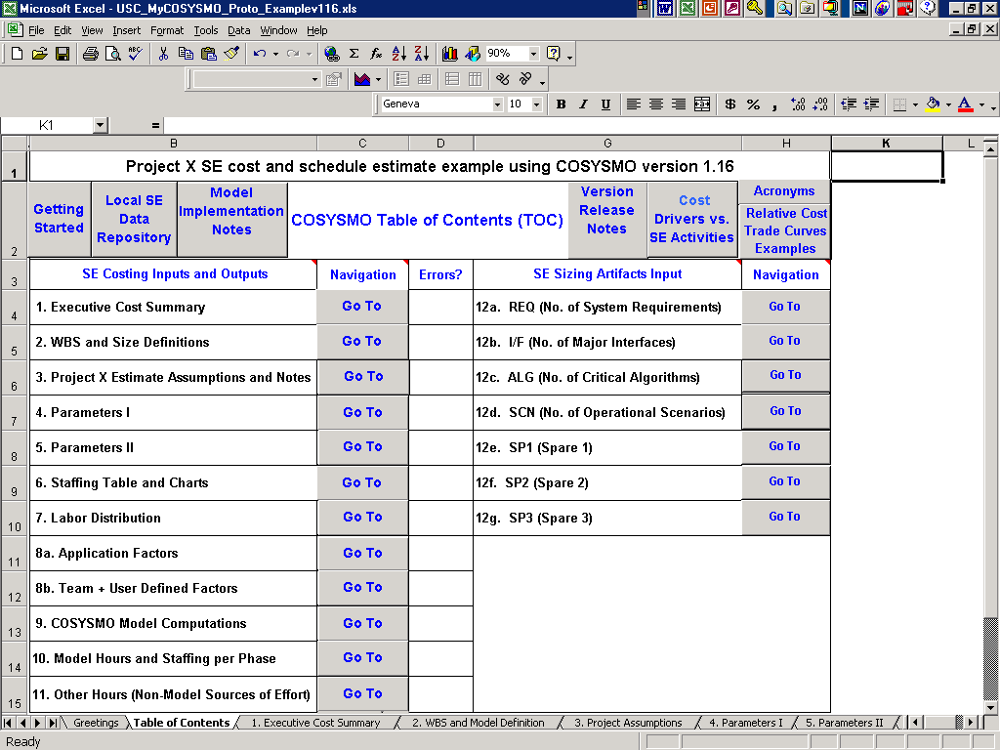 Microsoft Excel - USC_MyCOSYSMO_Proto_Examplev116.xls
File Edit View Insert Format Tools Data Window Help
90%
Geneva 10 B I U $ % ,
K1 =
B C D G H K L
1 Project X SE cost and schedule estimate example using COSYSMO version 1.16
2
Getting
Started
Local SE
Data
Repository
Model
Implementation
Notes
COSYSMO Table of Contents (TOC)
Version
Release
Notes
Cost
Drivers vs.
SE Activities
Acronyms
Relative Cost
Trade Curves
Examples
3 SE Costing Inputs and Outputs Navigation Errors? SE Sizing Artifacts Input Navigation
4 1. Executive Cost Summary Go To 12a. REQ (No. of System Requirements) Go To
5 2. WBS and Size Definitions Go To 12b. I/F (No. of Major Interfaces) Go To
6 3. Project X Estimate Assumptions and Notes Go To 12c. ALG (No. of Critical Algorithms) Go To
7 4. Parameters I Go To 12d. SCN (No. of Operational Scenarios) Go To
8 5. Parameters II Go To 12e. SP1 (Spare 1) Go To
9 6. Staffing Table and Charts Go To 12f. SP2 (Spare 2) Go To
10 7. Labor Distribution Go To 12g. SP3 (Spare 3) Go To
11 8a. Application Factors Go To
12 8b. Team + User Defined Factors Go To
13 9. COSYSMO Model Computations Go To
14 10. Model Hours and Staffing per Phase Go To
15 11. Other Hours (Non-Model Sources of Effort) Go To
Greetings Table of Contents 1. Executive Cost Summary 2. WBS and Model Definition 3. Project Assumptions 4. Parameters I 5. Parameters II
Ready